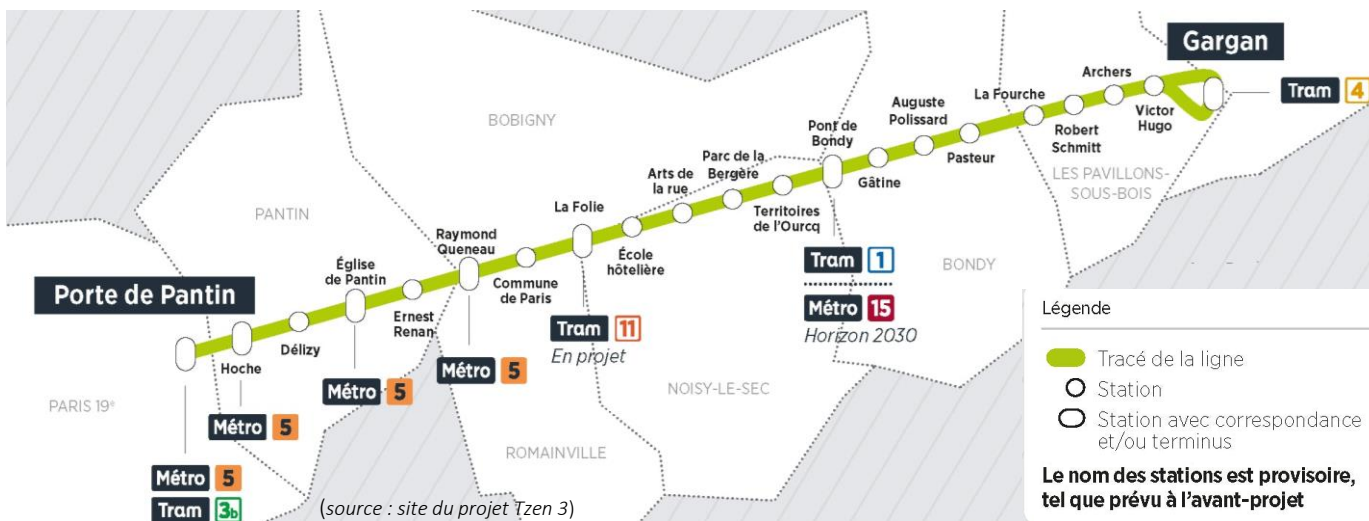 Gargan
Tram 4
Archers
La Fourche
Victor
Hugo
Auguste
Polissard
Robert
Schmitt
Pont de
Bondy
Pasteur
BOBIGNY
Parc de la
Bergère
Gâtine
LES PAVILLONS-
SOUS-BOIS
Arts de
la rue
Territoires
de l'Ourcq
PANTIN
La Folie
École
hôtelière
Raymond
Queneau
Commune
de Paris
Église
de Pantin
Ernest
Renan
Porte de Pantin
Délizy
Hoche
Tram 1
Métro 15
Horizon 2030
BONDY
Tram 11
En projet
Métro 5
Métro 5
Métro 5
NOISY-LE-SEC
PARIS 19e
ROMAINVILLE
Métro 5
Tram 3b
(source : site du projet Tzen 3)
Légende
Tracé de la ligne
Station
Station avec correspondance
et/ou terminus
Le nom des stations est provisoire,
tel que prévu à l'avant-projet